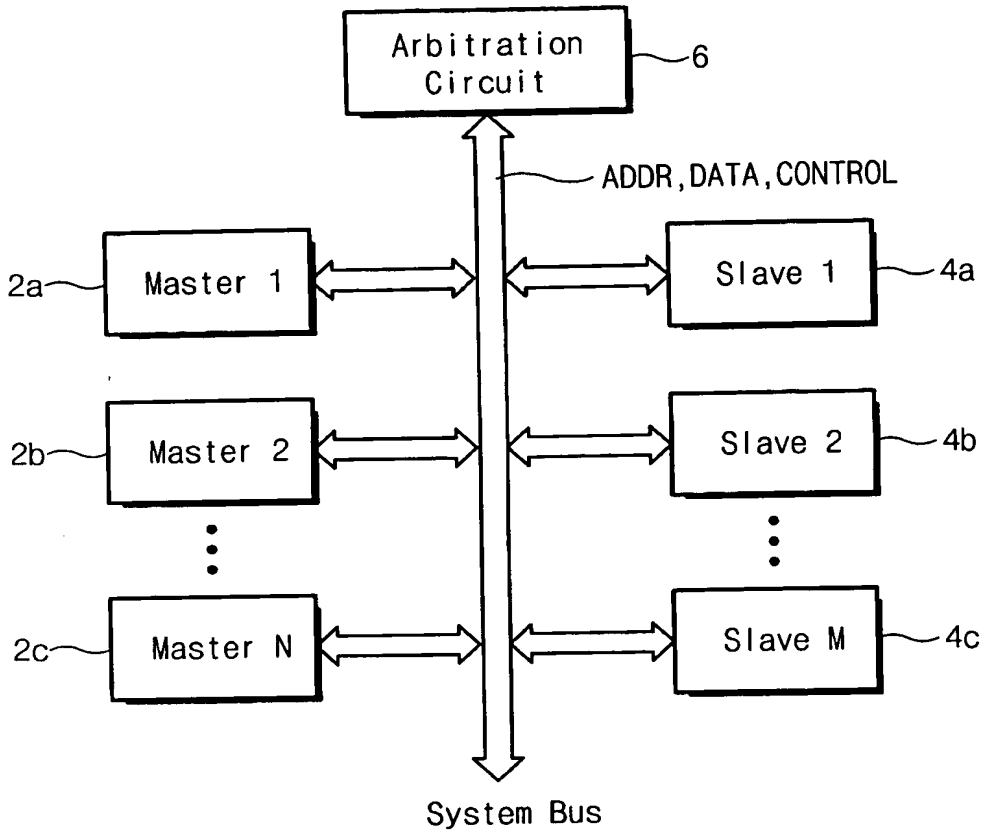 Arbitration
Circuit
6
ADDR, DATA, CONTROL
2a
Master 1
Slave 1
4a
2b
Master 2
Slave 2
4b
2c
Master N
Slave M
4c
System Bus